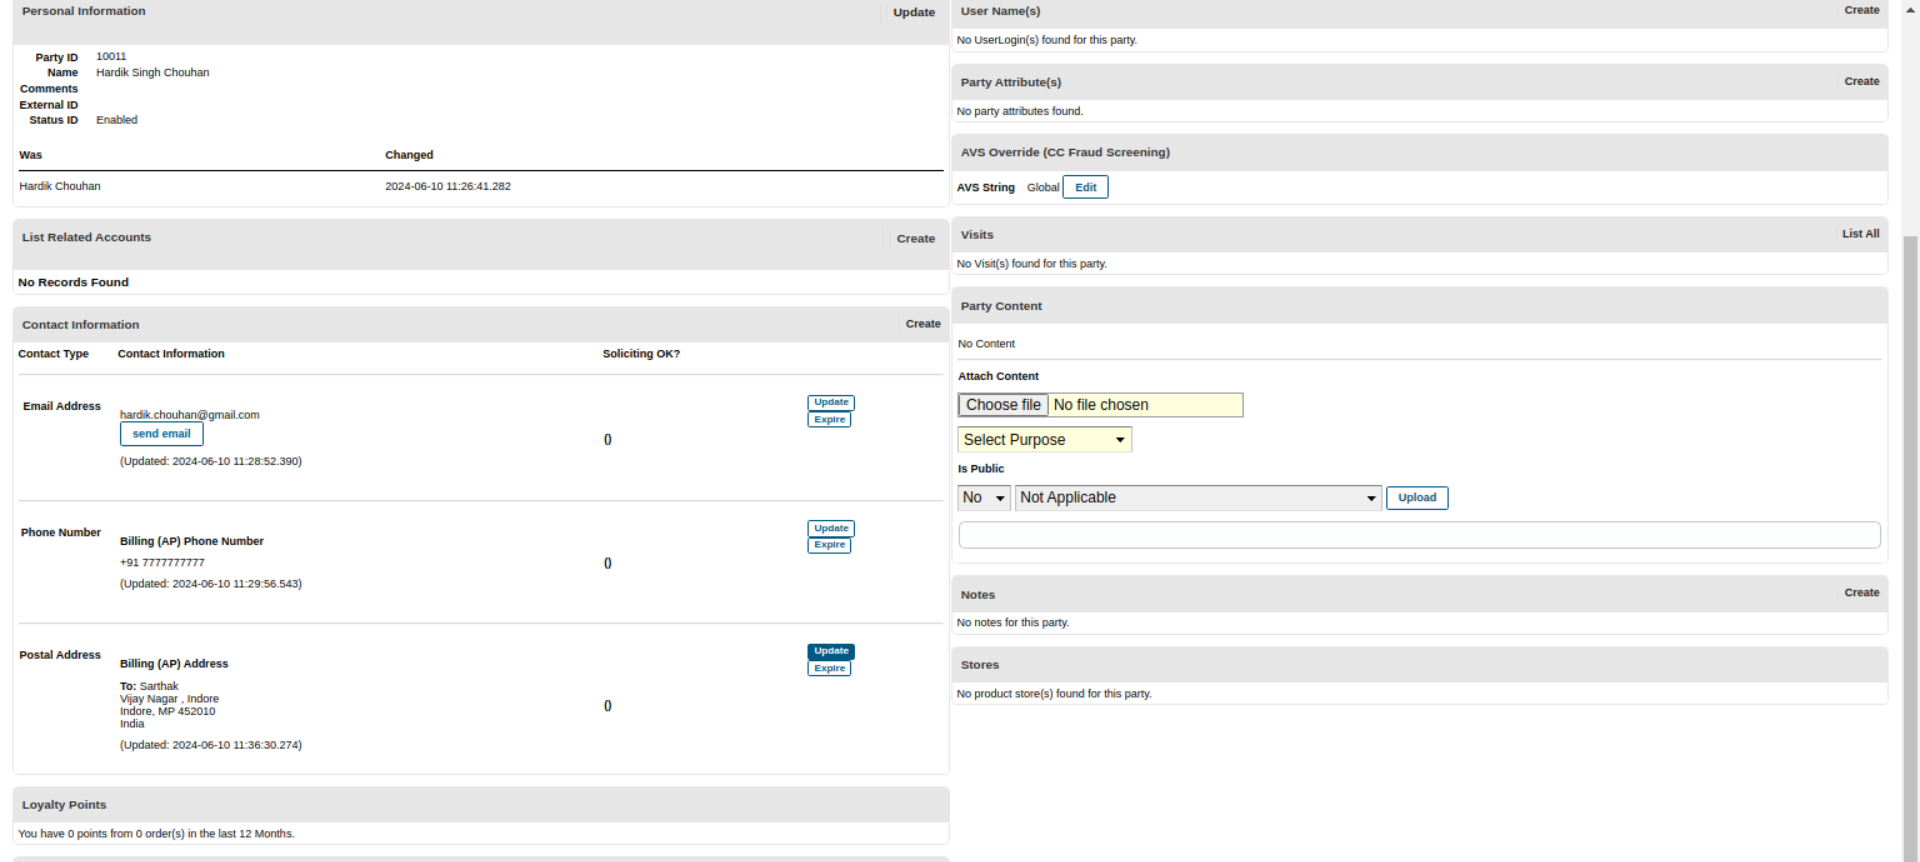 Personal Information
Update
Party ID 10011
Name Hardik Singh Chouhan
Comments
External ID
Status ID Enabled
Was Changed
Hardik Chouhan 2024-06-10 11:26:41.282
List Related Accounts
Create
No Records Found
Contact Information
Create
Contact Type Contact Information Soliciting OK?
Email Address
hardik.chouhan@gmail.com
send email
(Updated: 2024-06-10 11:28:52.390)
()
Update
Expire
Phone Number
Billing (AP) Phone Number
+91 7777777777
(Updated: 2024-06-10 11:29:56.543)
()
Update
Expire
Postal Address
Billing (AP) Address
To: Sarthak
Vijay Nagar , Indore
Indore, MP 452010
India
(Updated: 2024-06-10 11:36:30.274)
()
Update
Expire
Loyalty Points
You have 0 points from 0 order(s) in the last 12 Months.
User Name(s)
Create
No UserLogin(s) found for this party.
Party Attribute(s)
Create
No party attributes found.
AVS Override (CC Fraud Screening)
AVS String Global Edit
Visits
List All
No Visit(s) found for this party.
Party Content
No Content
Attach Content
Choose file No file chosen
Select Purpose
Is Public
No Not Applicable Upload
Notes
Create
No notes for this party.
Stores
No product store(s) found for this party.